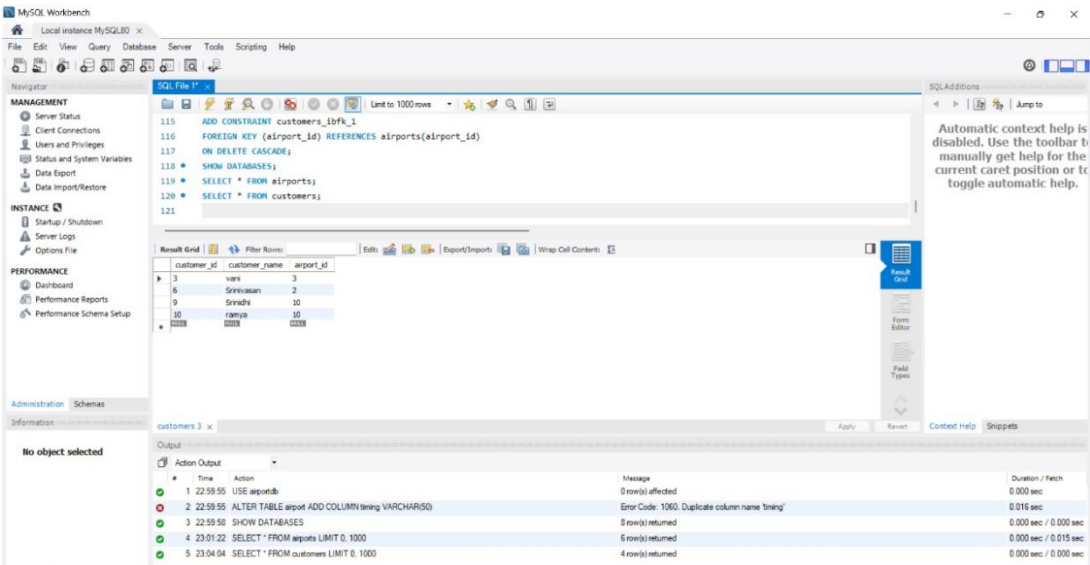 MySQL Workbench
Local instance MySQL80 ×
File Edit View Query Database Server Tools Scripting Help
Navigator
MANAGEMENT
Server Status
Client Connections
Users and Privileges
Status and System Variables
Data Export
Data Import/Restore
INSTANCE
Startup / Shutdown
Server Logs
Options File
PERFORMANCE
Dashboard
Performance Reports
Performance Schema Setup
Administration Schemas
Information
No object selected
SQL File 1* ×
Limit to 1000 rows
115 ADD CONSTRAINT customers_ibfk_1
116 FOREIGN KEY (airport_id) REFERENCES airports(airport_id)
117 ON DELETE CASCADE;
118 SHOW DATABASES;
119 SELECT * FROM airports;
120 SELECT * FROM customers;
121
Result Grid Filter Rows: Edit: Export/Import: Wrap Cell Content:
customer_id customer_name airport_id
3 vani 3
6 Srinivasan 2
9 Srinidhi 10
10 ramya 10
NULL NULL NULL
Result Grid
Form Editor
Field Types
customers 3 × Apply Revert
SQLAdditions
Jump to
Automatic context help is
disabled. Use the toolbar to
manually get help for the
current caret position or to
toggle automatic help.
Context Help Snippets
Output
Action Output
# Time Action Message Duration / Fetch
1 22:59:55 USE airportdb 0 row(s) affected 0.000 sec
2 22:59:55 ALTER TABLE airport ADD COLUMN timing VARCHAR(50) Error Code: 1060. Duplicate column name 'timing' 0.016 sec
3 22:59:58 SHOW DATABASES 8 row(s) returned 0.000 sec / 0.000 sec
4 23:01:22 SELECT * FROM airports LIMIT 0, 1000 6 row(s) returned 0.000 sec / 0.015 sec
5 23:04:04 SELECT * FROM customers LIMIT 0, 1000 4 row(s) returned 0.000 sec / 0.000 sec